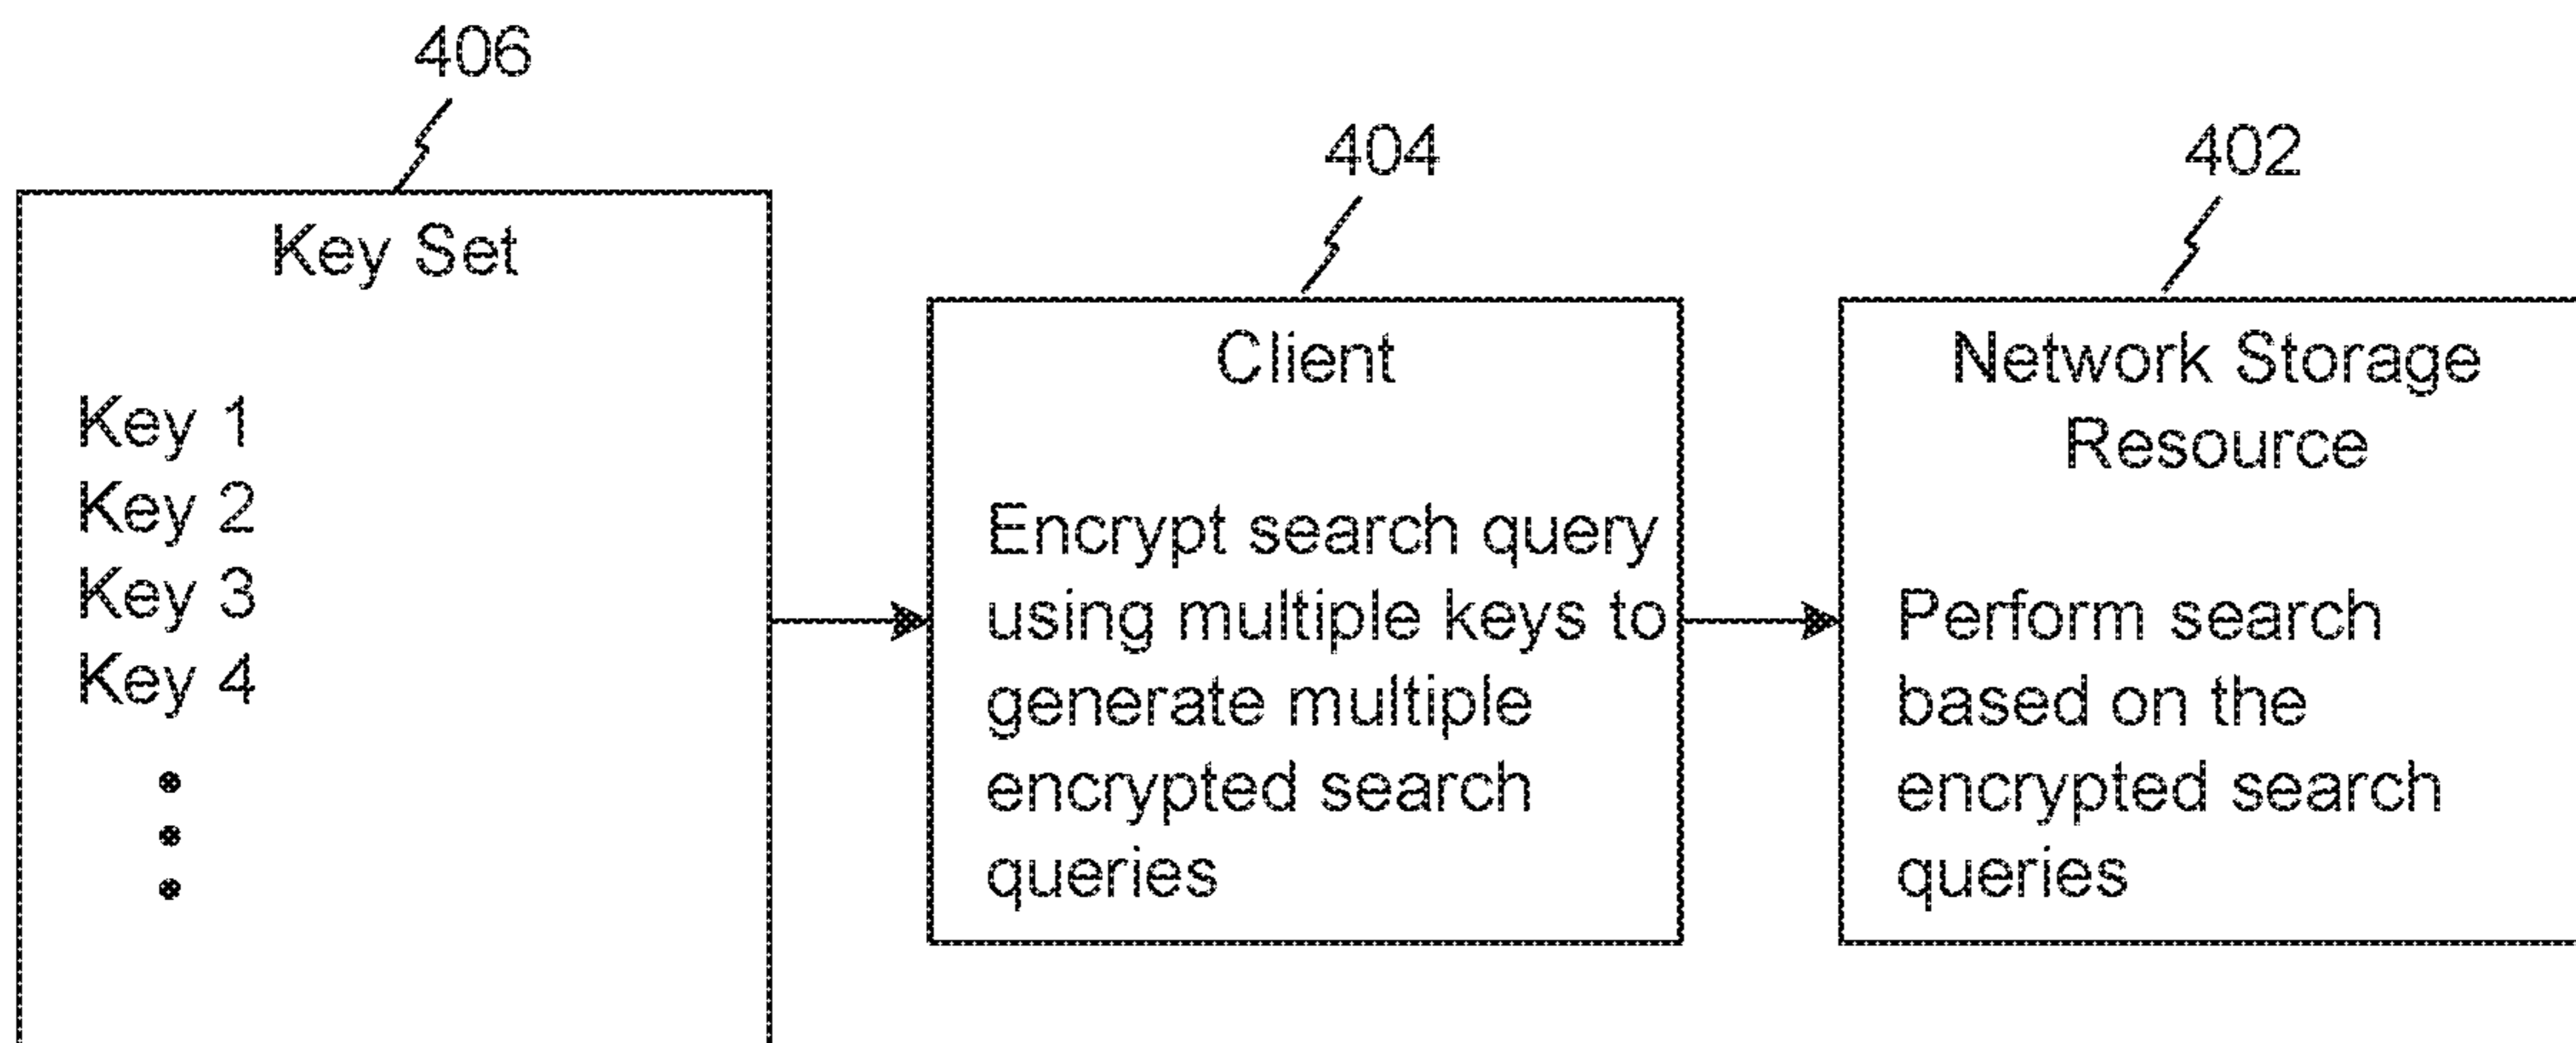 406
Key Set
Key 1
Key 2
Key 3
Key 4
404
Client
Encrypt search query
using multiple keys to
generate multiple
encrypted search
queries
402
Network Storage
Resource
Perform search
based on the
encrypted search
queries